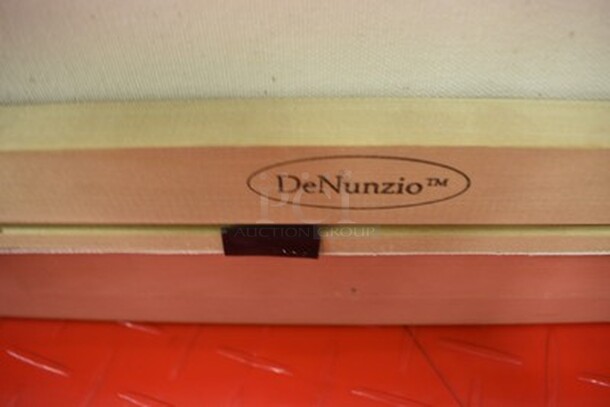 DeNunzio™
PCI
AUCTION GROUP